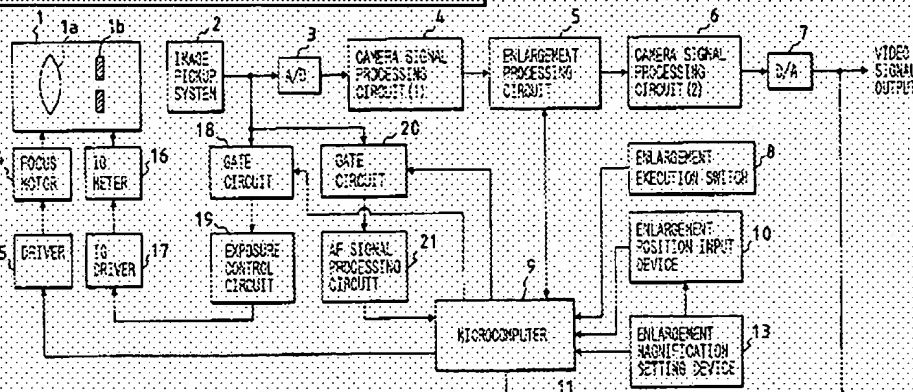 1 1a 1b
2
3
4
5
6
7
IMAGE
PICKUP
SYSTEM
A/D
CAMERA SIGNAL
PROCESSING
CIRCUIT(1)
ENLARGEMENT
PROCESSING
CIRCUIT
CAMERA SIGNAL
PROCESSING
CIRCUIT(2)
D/A
VIDEO
SIGNAL
OUTPUT
18
20
8
FOCUS
MOTOR
IG
METER
16
GATE
CIRCUIT
GATE
CIRCUIT
ENLARGEMENT
EXECUTION SWITCH
19
21
10
5
DRIVER
IG
DRIVER
17
EXPOSURE
CONTROL
CIRCUIT
AF SIGNAL
PROCESSING
CIRCUIT
ENLARGEMENT
POSITION INPUT
DEVICE
9
MICROCOMPUTER
ENLARGEMENT
MAGNIFICATION
SETTING DEVICE
13
11